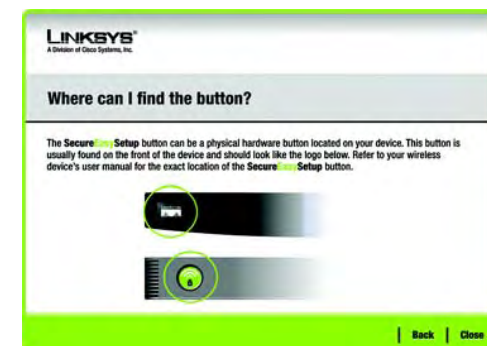 LINKSYS®
A Division of Cisco Systems, Inc.
Where can I find the button?
The SecureEasySetup button can be a physical hardware button located on your device. This button is
usually found on the front of the device and should look like the logo below. Refer to your wireless
device's user manual for the exact location of the SecureEasySetup button.
Back
Close